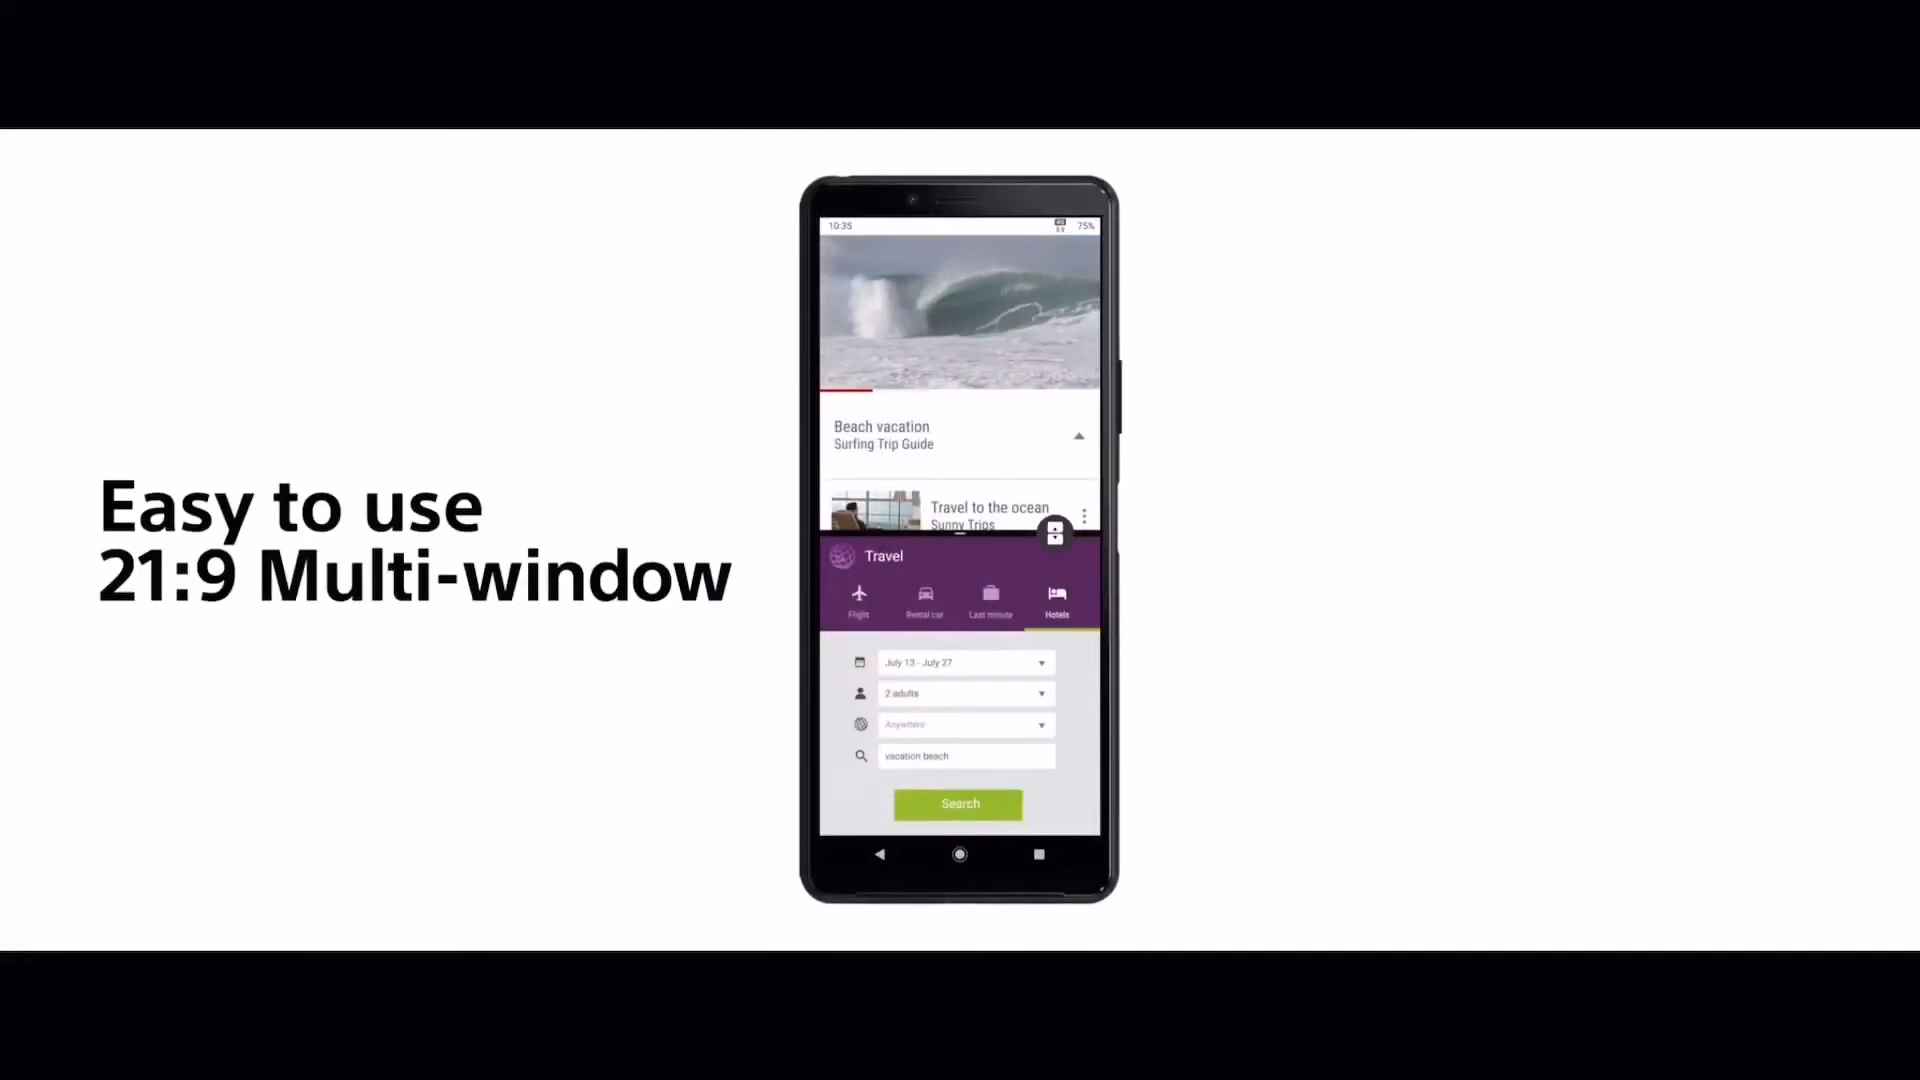 Easy to use
21:9 Multi-window
10:35
75%
Beach vacation
Surfing Trip Guide
Travel to the ocean
Sunny Trips
Travel
Flight
Rental car
Last minute
Hotels
July 13 - July 27
2 adults
Anywhere
vacation beach
Search